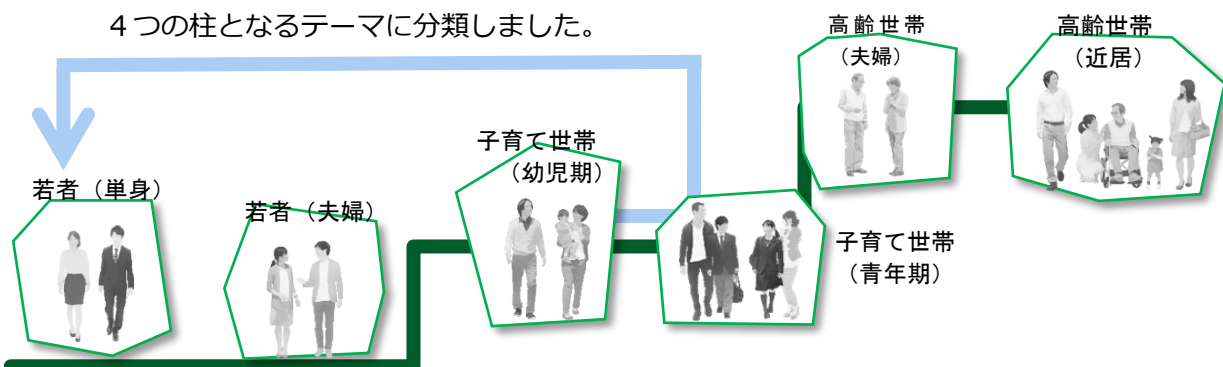 ４つの柱となるテーマに分類しました。
若者（単身）
若者（夫婦）
子育て世帯
（幼児期）
子育て世帯
（青年期）
高齢世帯
（夫婦）
高齢世帯
（近居）